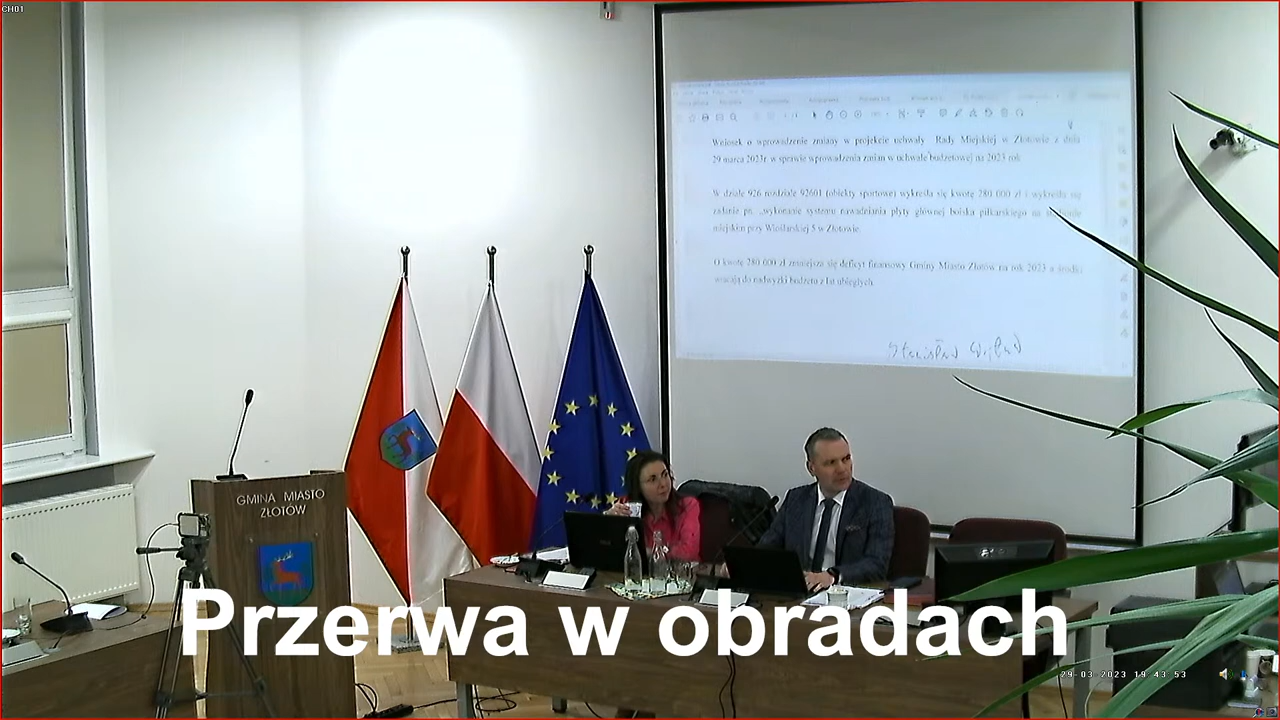 CH01
Wniosek o wprowadzenie zmiany w projekcie uchwały Rady Miejskiej w Złotowie z dnia
29 marca 2023r. w sprawie wprowadzenia zmian w uchwale budżetowej na 2023 rok
W dziale 926 rozdziale 92601 (obiekty sportowe) wykreśla się kwotę 280 000 zł i wykreśla się
zadanie pn. „wykonanie systemu nawadniania płyty głównej boiska piłkarskiego na stadionie
miejskim przy Wioślarskiej 5 w Złotowie.
O kwotę 280 000 zł zmniejsza się deficyt finansowy Gminy Miasto Złotów na rok 2023 a środki
wracają do nadwyżki budżetu z lat ubiegłych.
GMINA MIASTO
ZŁOTÓW
Przerwa w obradach
29-03-2023 19:43:53